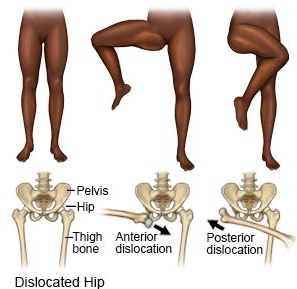 Pelvis
Hip
Thigh
bone
Anterior
dislocation
Posterior
dislocation
Dislocated Hip